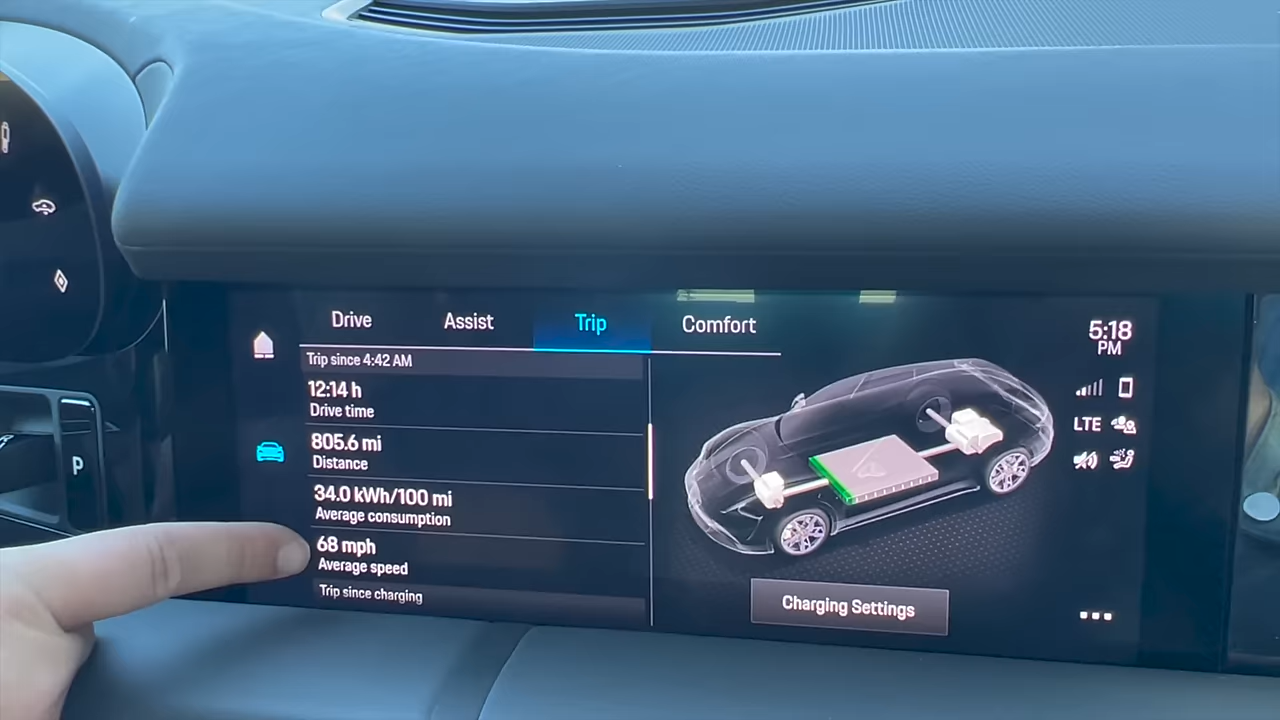 Drive Assist Trip Comfort
Trip since 4:42 AM
12:14 h
Drive time
805.6 mi
Distance
34.0 kWh/100 mi
Average consumption
68 mph
Average speed
Trip since charging
Charging Settings
5:18
PM
LTE
P